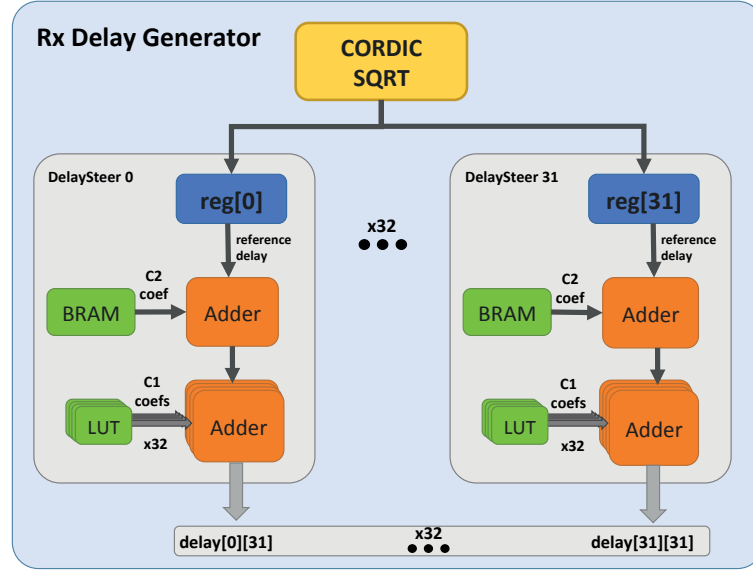 Rx Delay Generator
CORDIC
SQRT
DelaySteer 0
reg[0]
reference
delay
C2
coef
BRAM
Adder
C1
coefs
LUT
x32
Adder
x32
DelaySteer 31
reg[31]
reference
delay
C2
coef
BRAM
Adder
C1
coefs
LUT
x32
Adder
delay[0][31]
x32
delay[31][31]